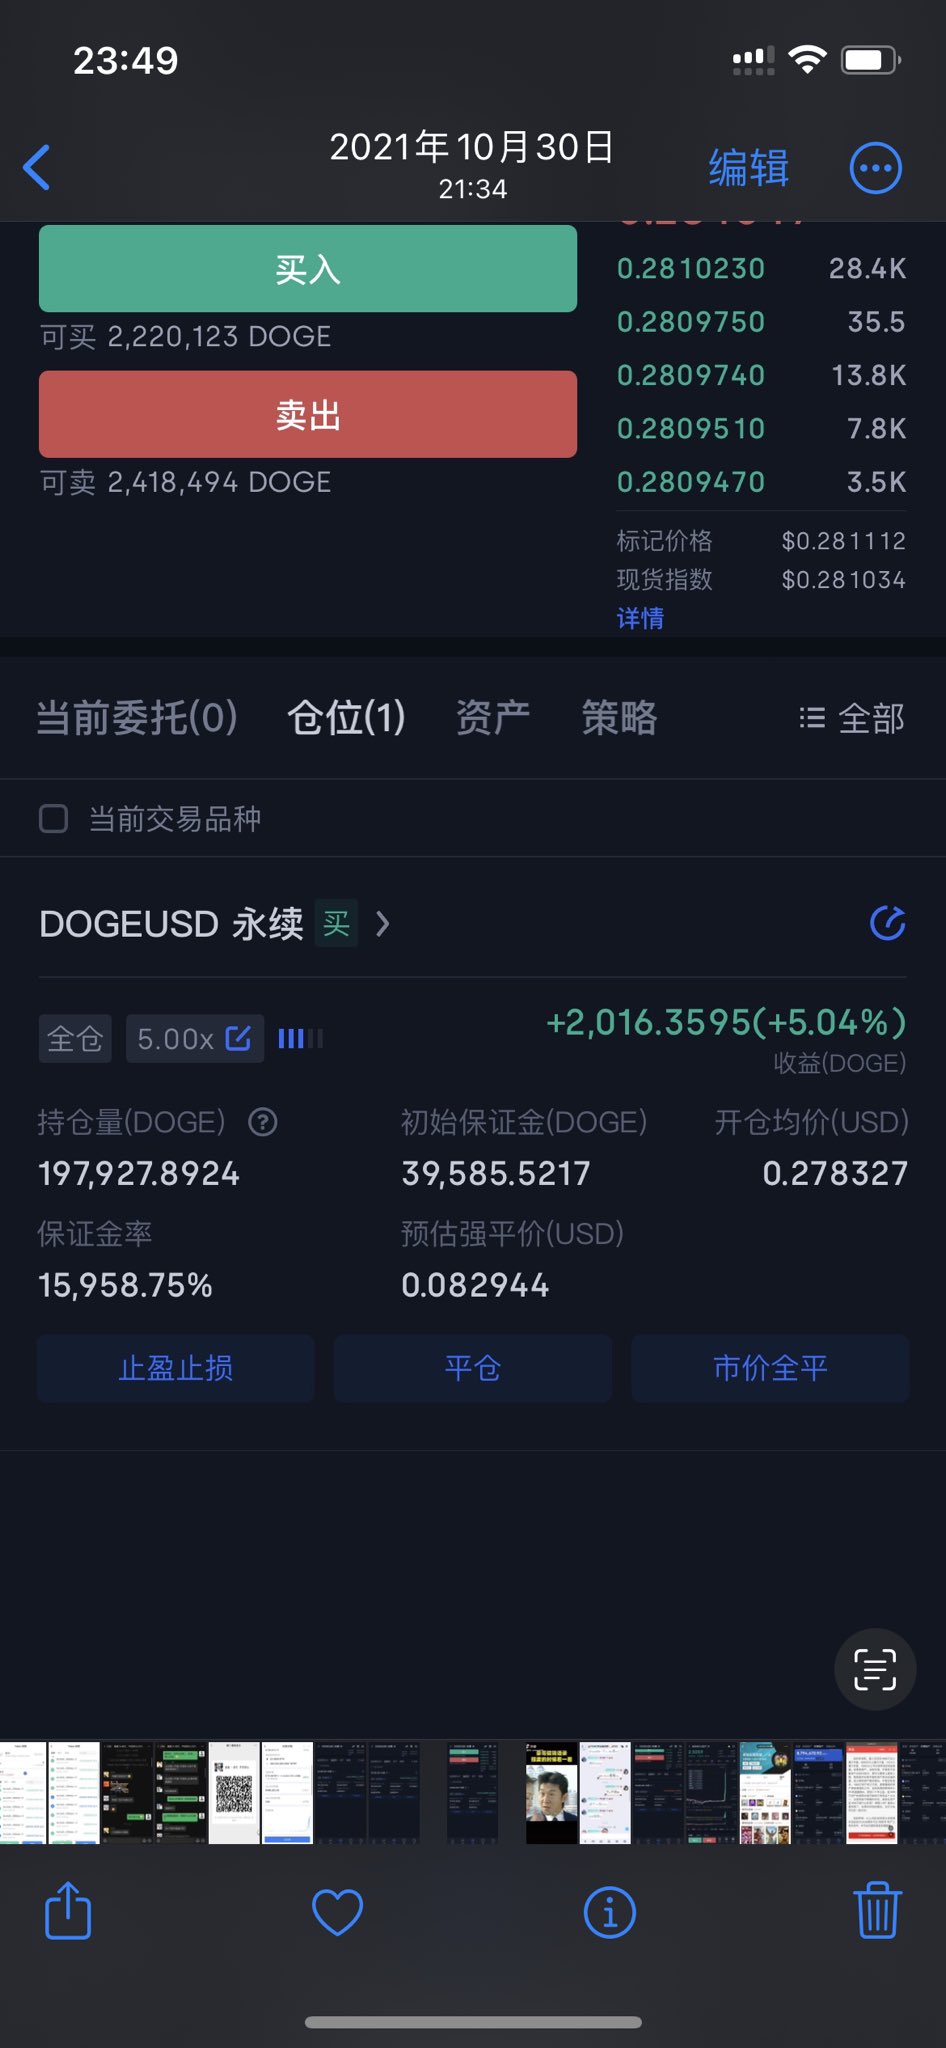 23:49
2021年10月30日
21:34
编辑
买入
可买 2,220,123 DOGE
卖出
可卖 2,418,494 DOGE
0.2810230 28.4K
0.2809750 35.5
0.2809740 13.8K
0.2809510 7.8K
0.2809470 3.5K
标记价格 $0.281112
现货指数 $0.281034
详情
当前委托(0) 仓位(1) 资产 策略 全部
当前交易品种
DOGEUSD 永续 买
全仓 5.00x
+2,016.3595(+5.04%)
收益(DOGE)
持仓量(DOGE) 初始保证金(DOGE) 开仓均价(USD)
197,927.8924 39,585.5217 0.278327
保证金率 预估强平价(USD)
15,958.75% 0.082944
止盈止损 平仓 市价全平